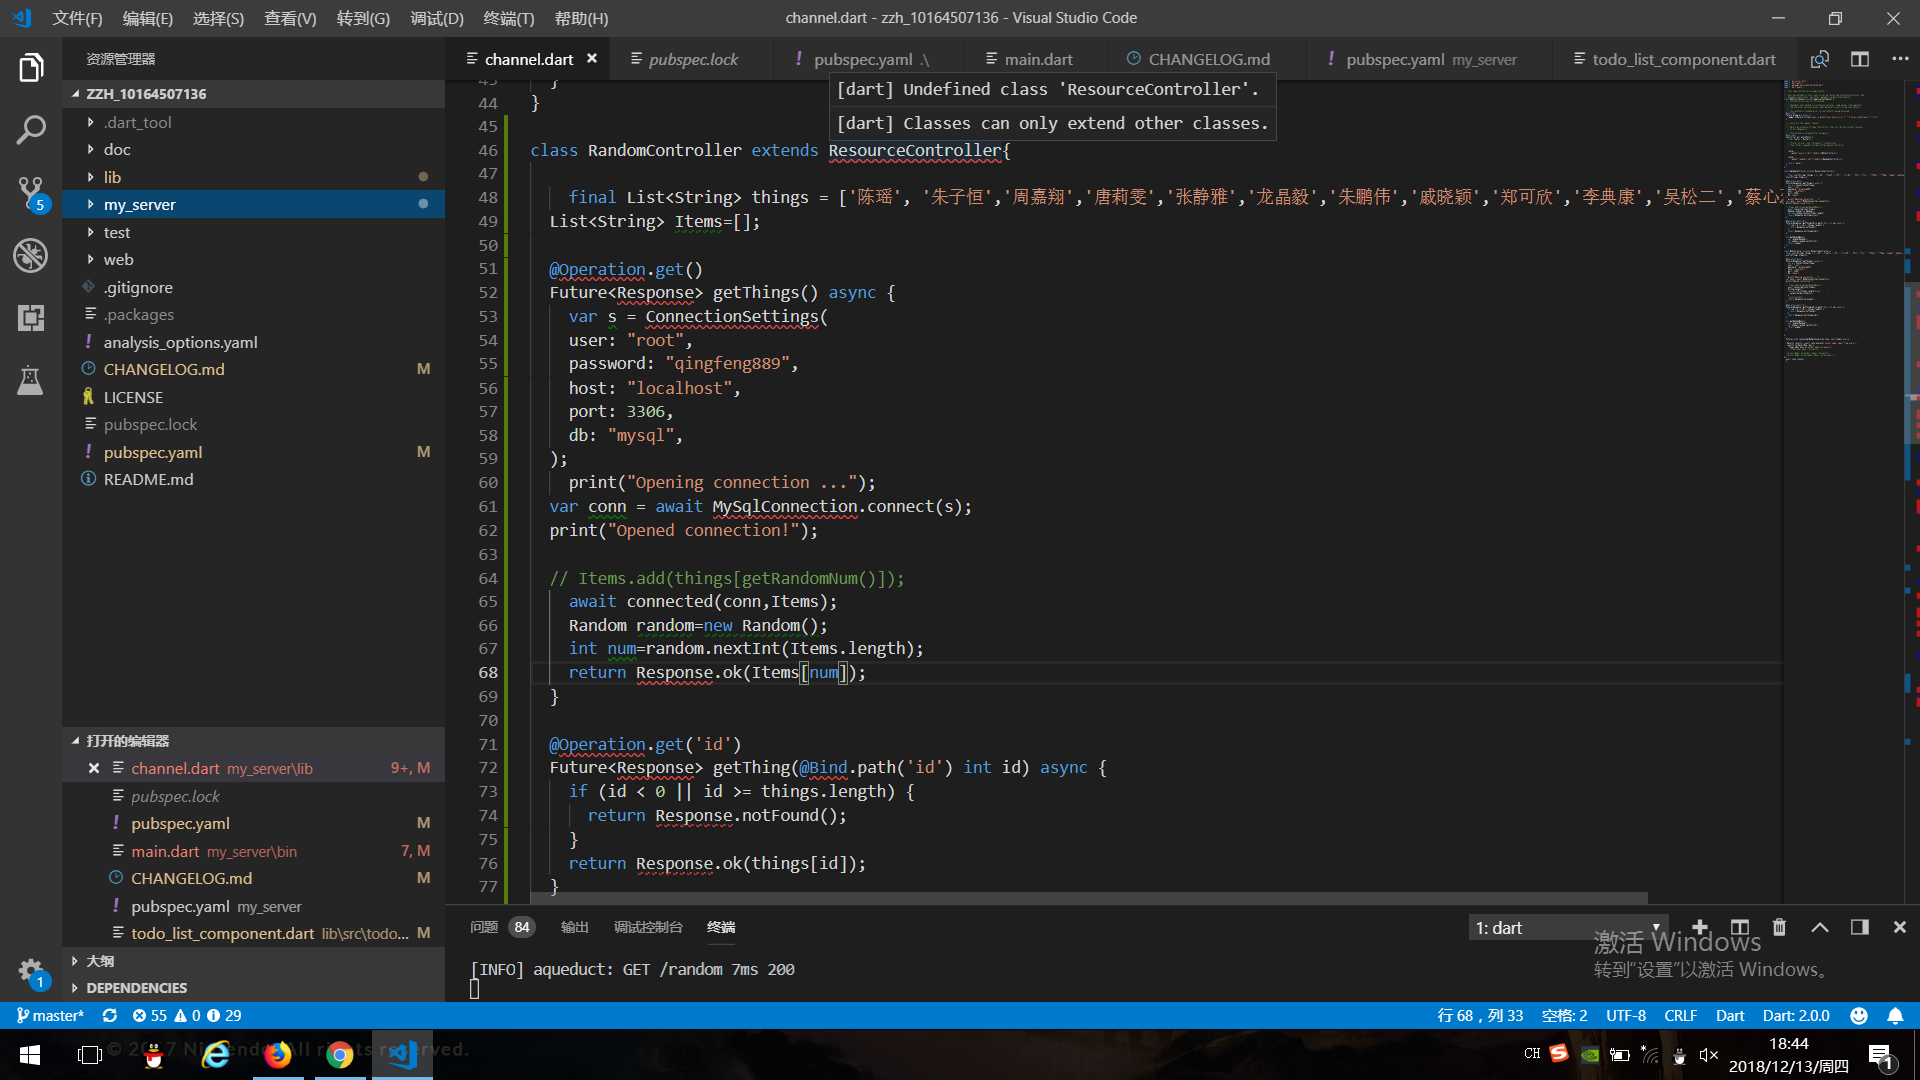 文件(F) 编辑(E) 选择(S) 查看(V) 转到(G) 调试(D) 终端(T) 帮助(H)
channel.dart - zzh_10164507136 - Visual Studio Code
资源管理器
channel.dart
pubspec.lock
! pubspec.yaml .\
main.dart
CHANGELOG.md
! pubspec.yaml my_server
todo_list_component.dart
ZZH_10164507136
.dart_tool
doc
lib
my_server
test
web
.gitignore
.packages
! analysis_options.yaml
CHANGELOG.md M
LICENSE
pubspec.lock
! pubspec.yaml M
README.md
5
打开的编辑器
channel.dart my_server\lib 9+, M
pubspec.lock
! pubspec.yaml M
main.dart my_server\bin 7, M
CHANGELOG.md M
! pubspec.yaml my_server
todo_list_component.dart lib\src\todo... M
大纲
DEPENDENCIES
1
[dart] Undefined class 'ResourceController'.
[dart] Classes can only extend other classes.
44 }
45
46 class RandomController extends ResourceController{
47
48 final List<String> things = ['陈瑶', '朱子恒','周嘉翔','唐莉雯','张静雅','龙晶毅','朱鹏伟','戚晓颖','郑可欣','李典康','吴松二','蔡心
49 List<String> Items=[];
50
51 @Operation.get()
52 Future<Response> getThings() async {
53 var s = ConnectionSettings(
54 user: "root",
55 password: "qingfeng889",
56 host: "localhost",
57 port: 3306,
58 db: "mysql",
59 );
60 print("Opening connection ...");
61 var conn = await MySqlConnection.connect(s);
62 print("Opened connection!");
63
64 // Items.add(things[getRandomNum()]);
65 await connected(conn,Items);
66 Random random=new Random();
67 int num=random.nextInt(Items.length);
68 return Response.ok(Items[num]);
69 }
70
71 @Operation.get('id')
72 Future<Response> getThing(@Bind.path('id') int id) async {
73 if (id < 0 || id >= things.length) {
74 return Response.notFound();
75 }
76 return Response.ok(things[id]);
77 }
问题 84 输出 调试控制台 终端
1: dart
[INFO] aqueduct: GET /random 7ms 200
激活 Windows
转到“设置”以激活 Windows。
master* 55 0 29
行 68，列 33 空格: 2 UTF-8 CRLF Dart Dart: 2.0.0
CH
18:44
2018/12/13/周四
1